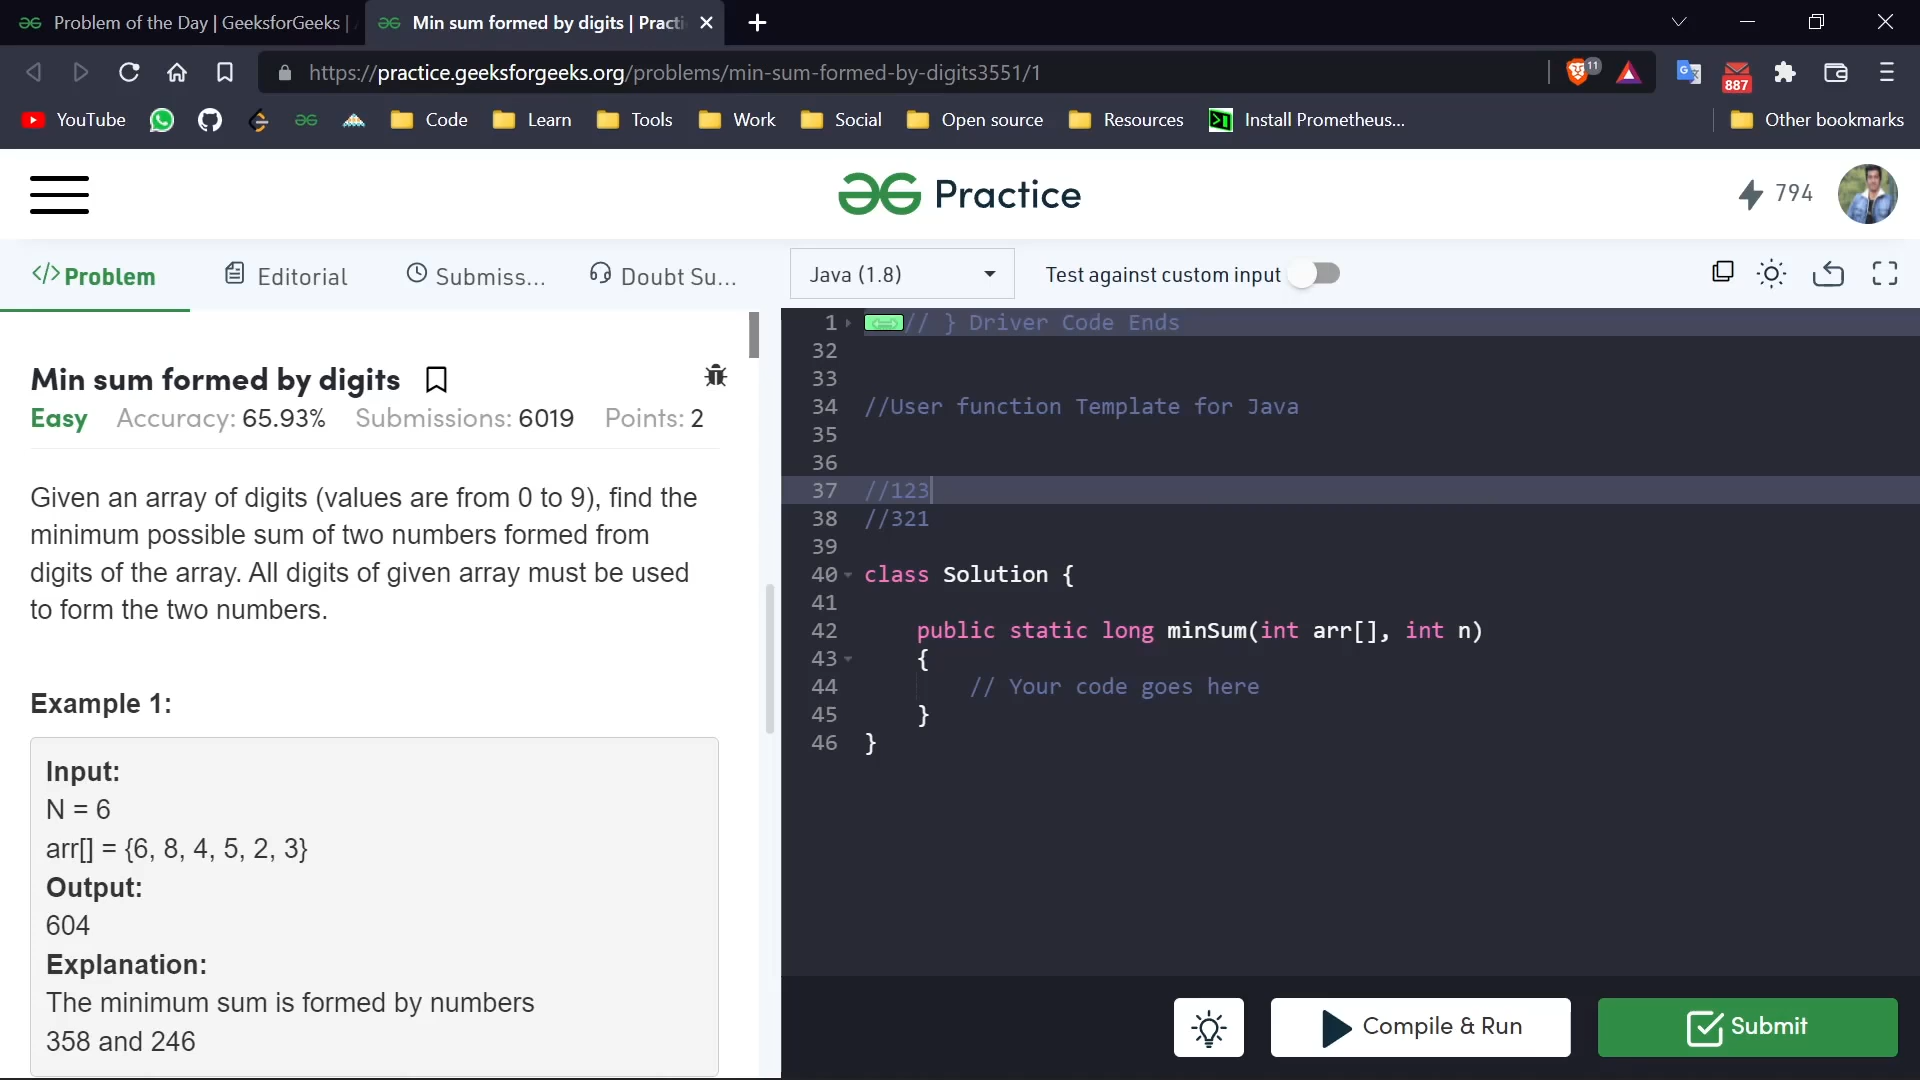 Problem of the Day | GeeksforGeeks |
Min sum formed by digits | Practi
https://practice.geeksforgeeks.org/problems/min-sum-formed-by-digits3551/1
11
887
YouTube
Code
Learn
Tools
Work
Social
Open source
Resources
Install Prometheus...
Other bookmarks
Practice
794
</> Problem
Editorial
Submiss...
Doubt Su...
Java (1.8)
Test against custom input
Min sum formed by digits
Easy Accuracy: 65.93% Submissions: 6019 Points: 2
Given an array of digits (values are from 0 to 9), find the
minimum possible sum of two numbers formed from
digits of the array. All digits of given array must be used
to form the two numbers.
Example 1:
Input:
N = 6
arr[] = {6, 8, 4, 5, 2, 3}
Output:
604
Explanation:
The minimum sum is formed by numbers
358 and 246
1 // } Driver Code Ends
32
33
34 //User function Template for Java
35
36
37 //123
38 //321
39
40 class Solution {
41
42 public static long minSum(int arr[], int n)
43 {
44 // Your code goes here
45 }
46 }
Compile & Run
Submit